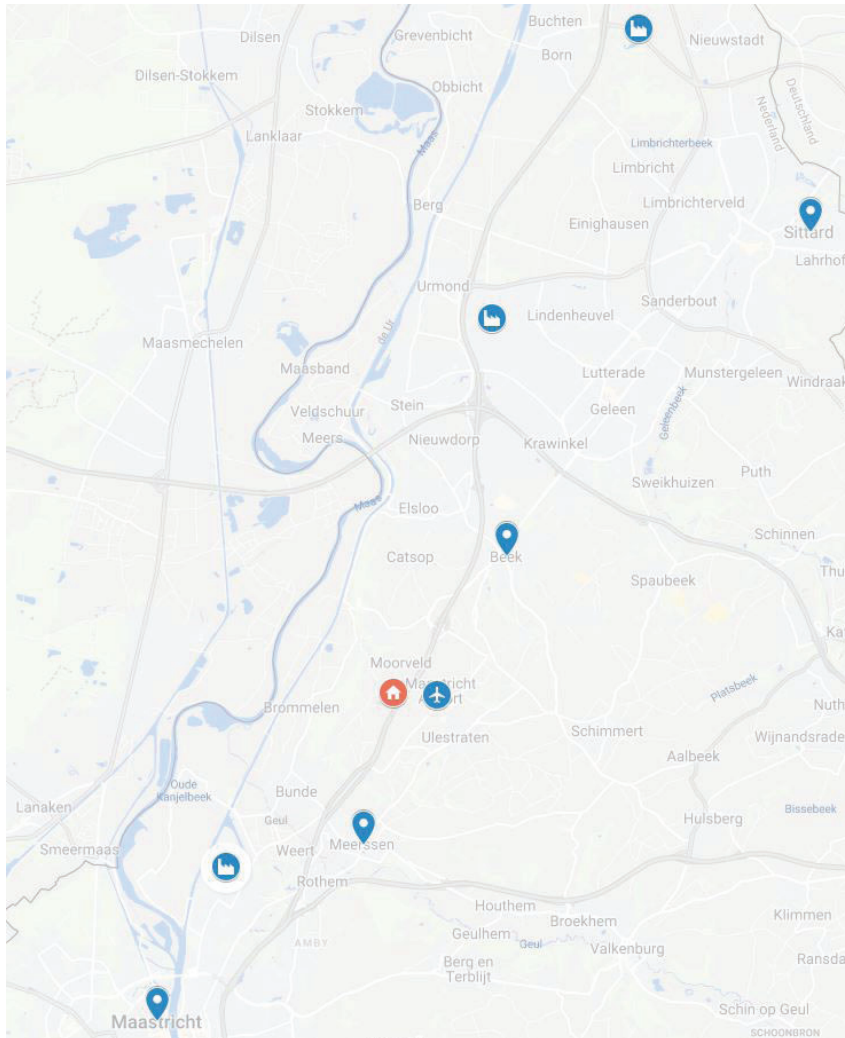 Buchten
Dilsen
Grevenbicht
Nieuwstadt
Born
Dilsen-Stokkem
Obbicht
Deutschland
Nederland
Stokkem
Lanklaar
Maas
Limbrichterbeek
Limbricht
Berg
Limbrichterveld
Einighausen
Sittard
Lahrhof
Urmond
Sanderbout
Lindenheuvel
Maasmechelen
Maasband
Lutterade
Munstergeleen
Windraak
Veldschuur
Stein
Geleen
Geleenbeek
Meers
Nieuwdorp
Krawinkel
Puth
Sweikhuizen
Maas
Elsloo
Schinnen
Catsop
Beek
Thu
Spaubeek
Moorveld
Maastricht
Platsbeek
Brommelen
Nuth
Ulestraten
Schimmert
Wijnandsrade
Aalbeek
Oude
Kanjelbeek
Bunde
Lanaken
Geul
Bissebeek
Hulsberg
Smeermaas
Weert
Meerssen
Rothem
Houthem
Klimmen
Broekhem
Geulhem
AMBY
Geul
Valkenburg
Berg en
Terblijt
Ransda
Maastricht
Schin op Geul
SCHOONBRON